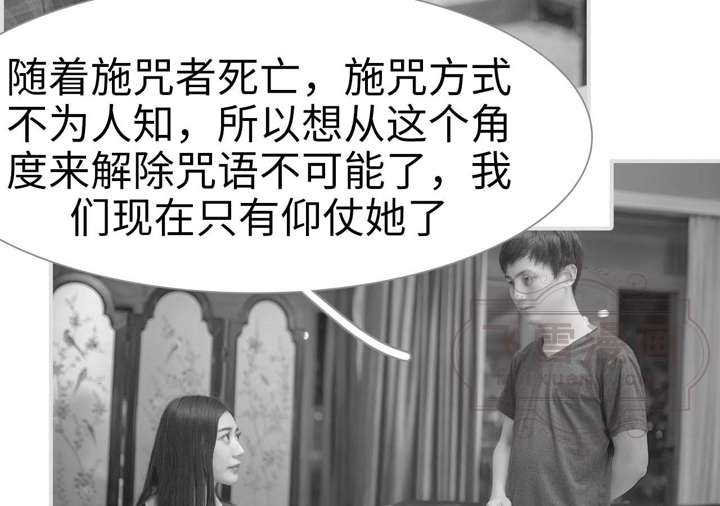 随着施咒者死亡，施咒方式
不为人知，所以想从这个角
度来解除咒语不可能了，我
们现在只有仰仗她了